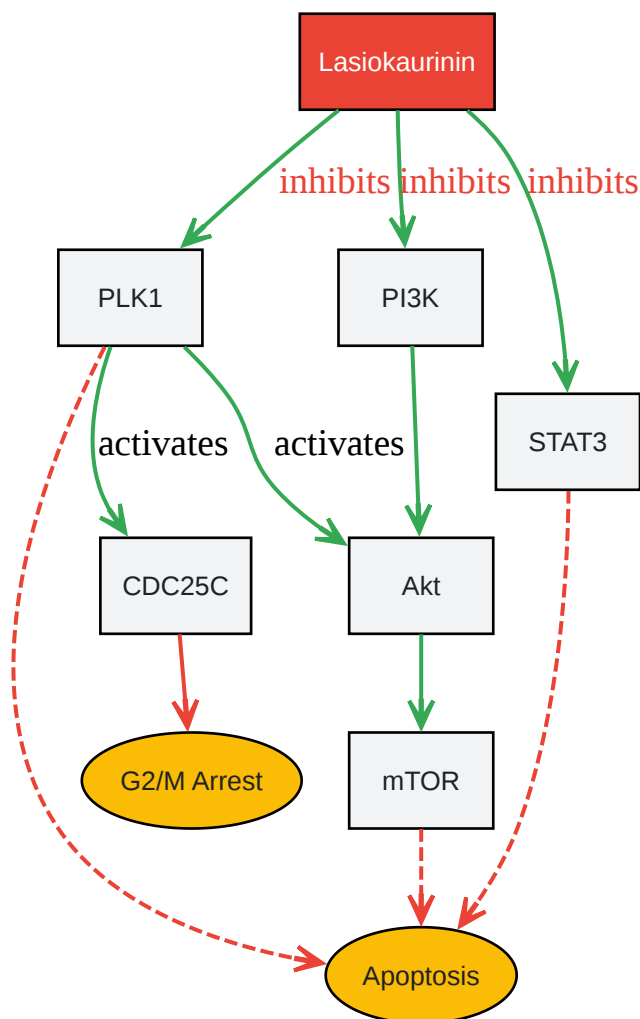 Lasiokaurinin
inhibits inhibits inhibits
PLK1
PI3K
activates
activates
STAT3
CDC25C
Akt
G2/M Arrest
mTOR
Apoptosis